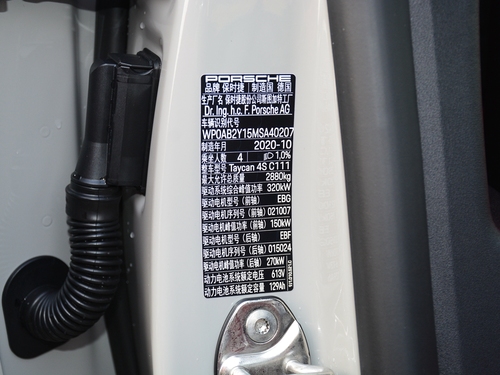 PORSCHE
品牌 保时捷 制造国 德国
生产厂名 保时捷股份公司斯图加特工厂
Dr. Ing. h.c. F. Porsche AG
车辆识别代号
WP0AB2Y15MSA40207
制造年月 2020-10
乘坐人数 4 1,0%
整车型号 Taycan 4S C111
最大允许总质量 2880kg
驱动系统综合峰值功率 320kW
驱动电机型号（前轴） EBG
驱动电机序列号（前轴） 021007
驱动电机峰值功率（前轴） 150kW
驱动电机型号（后轴） EBF
驱动电机序列号（后轴） 015024
驱动电机峰值功率（后轴） 270kW
动力电池系统额定电压 613V
动力电池系统额定容量 129Ah